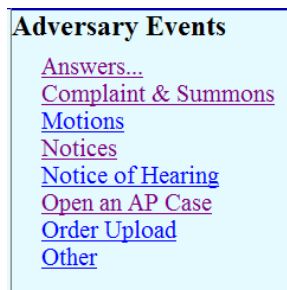 Adversary Events
Answers...
Complaint & Summons
Motions
Notices
Notice of Hearing
Open an AP Case
Order Upload
Other